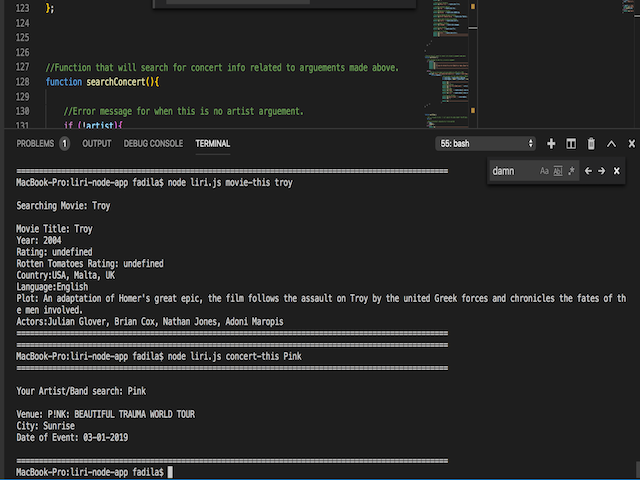 123 };
124
125
126
127 //Function that will search for concert info related to arguements made above.
128 function searchConcert(){
129
130 //Error message for when this is no artist arguement.
131 if (!artist){
PROBLEMS 1 OUTPUT DEBUG CONSOLE TERMINAL 55: bash
damn Aa Abl .*
================================================================================
MacBook-Pro:liri-node-app fadila$ node liri.js movie-this troy
Searching Movie: Troy
Movie Title: Troy
Year: 2004
Rating: undefined
Rotten Tomatoes Rating: undefined
Country:USA, Malta, UK
Language:English
Plot: An adaptation of Homer's great epic, the film follows the assault on Troy by the united Greek forces and chronicles the fates of th
e men involved.
Actors:Julian Glover, Brian Cox, Nathan Jones, Adoni Maropis
================================================================================
================================================================================
MacBook-Pro:liri-node-app fadila$ node liri.js concert-this Pink
================================================================================
Your Artist/Band search: Pink
Venue: P!NK: BEAUTIFUL TRAUMA WORLD TOUR
City: Sunrise
Date of Event: 03-01-2019
================================================================================
MacBook-Pro:liri-node-app fadila$